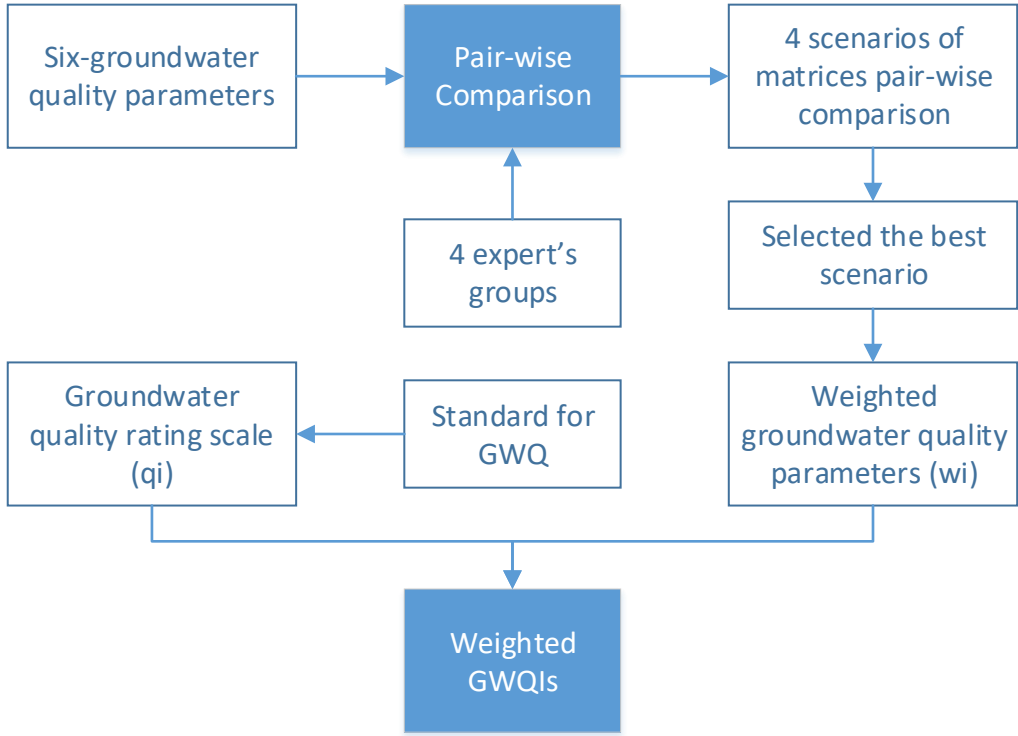 Six-groundwater
quality parameters
Pair-wise
Comparison
4 scenarios of
matrices pair-wise
comparison
4 expert’s
groups
Selected the best
scenario
Groundwater
quality rating scale
(qi)
Standard for
GWQ
Weighted
groundwater quality
parameters (wi)
Weighted
GWQIs